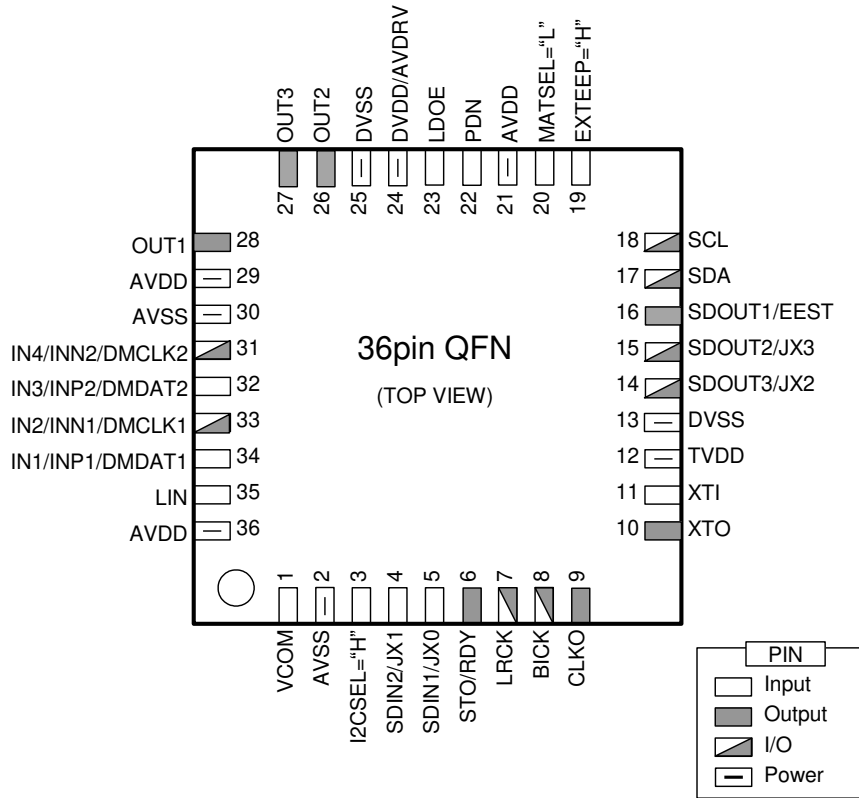 OUT3
OUT2
DVSS
DVDD/AVDRV
LDOE
PDN
AVDD
MATSEL=“L”
EXTEEP=“H”
27
26
25
24
23
22
21
20
19
OUT1 28
AVDD 29
AVSS 30
IN4/INN2/DMCLK2 31
IN3/INP2/DMDAT2 32
IN2/INN1/DMCLK1 33
IN1/INP1/DMDAT1 34
LIN 35
AVDD 36
36pin QFN
(TOP VIEW)
18 SCL
17 SDA
16 SDOUT1/EEST
15 SDOUT2/JX3
14 SDOUT3/JX2
13 DVSS
12 TVDD
11 XTI
10 XTO
1
2
3
4
5
6
7
8
9
VCOM
AVSS
I2CSEL=“H”
SDIN2/JX1
SDIN1/JX0
STO/RDY
LRCK
BICK
CLKO
PIN
Input
Output
I/O
Power